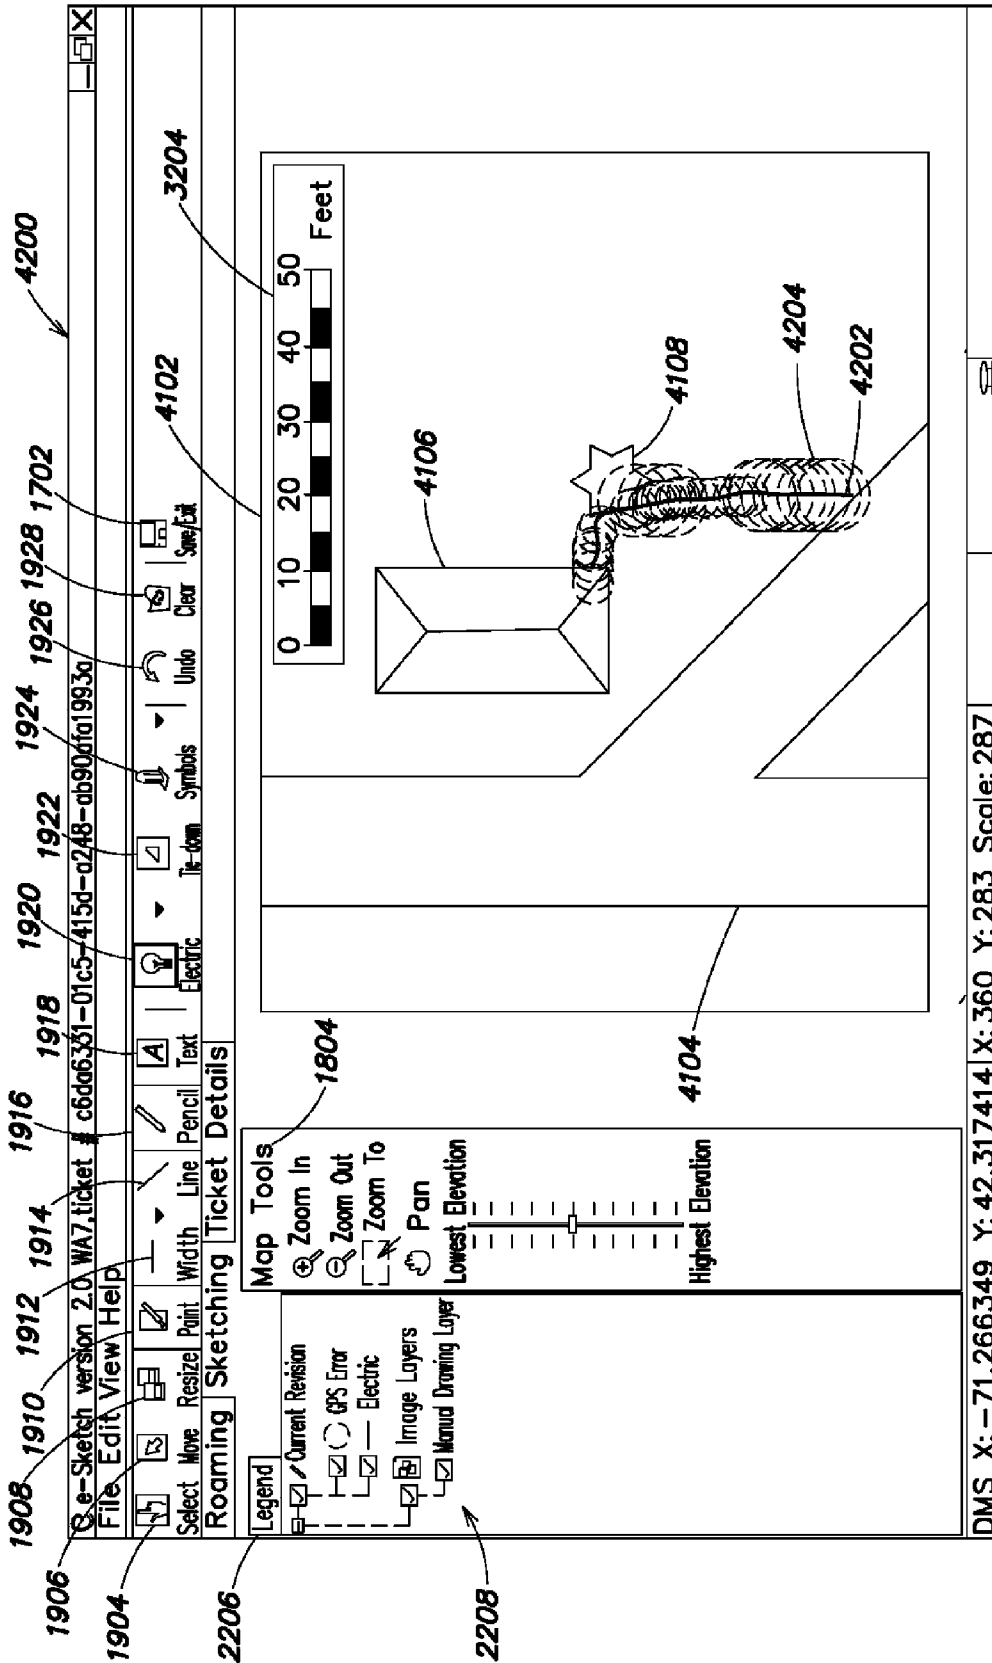 4200
e-Sketch version 2.0 WA7.ticket # c6da6331-01c5-415d-a248-ab90afa1993a
File Edit View Help
1904
1906
1908
1910
1912
1914
1916
1918
1920
1922
1924
1926
1928
1702
Select Move Resize Paint Width Line Pencil Text Electric Tie-down Symbols Undo Clear Save/Exit
A
Roaming Sketching Ticket Details
2206
Legend
Current Revision
GPS Error
Electric
Image Layers
Manual Drawing Layer
2208
1804
Map Tools
Zoom In
Zoom Out
Zoom To
Pan
Lowest Elevation
Highest Elevation
4102
3204
0 10 20 30 40 50
Feet
4106
4108
4204
4202
4104
DMS X:-71.266349 Y: 42.317414 X: 360 Y: 283 Scale: 287